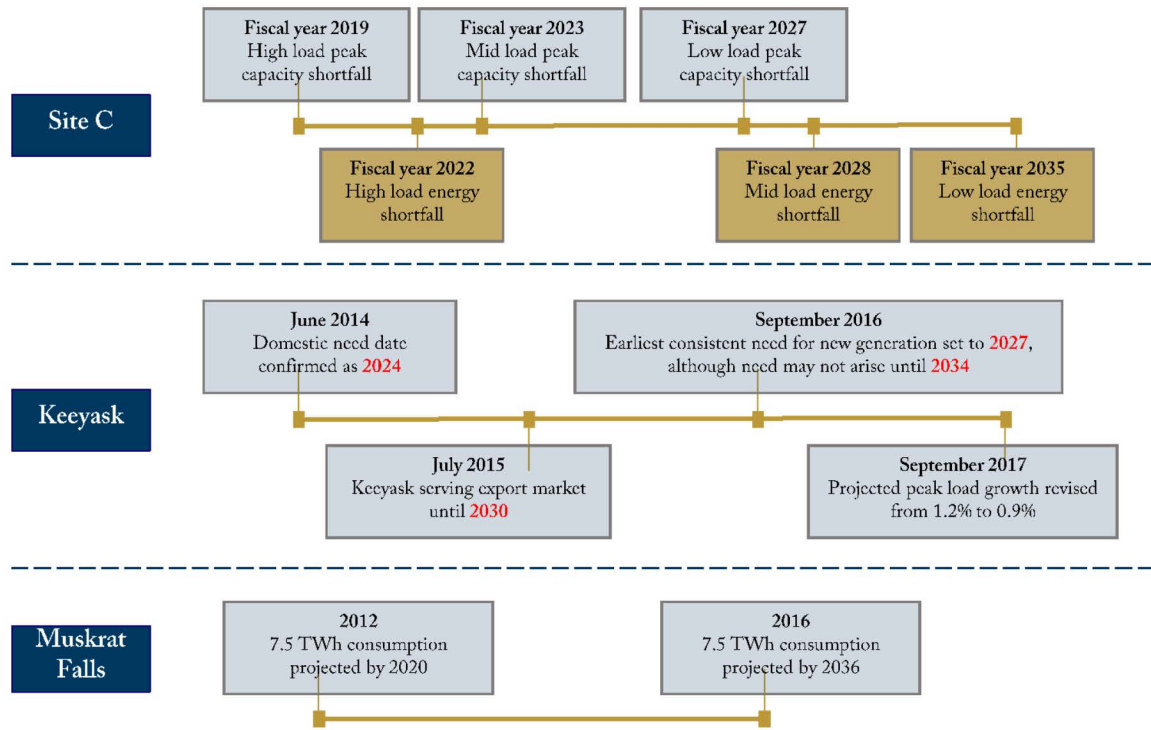 Site C
Fiscal year 2019
High load peak
capacity shortfall
Fiscal year 2023
Mid load peak
capacity shortfall
Fiscal year 2027
Low load peak
capacity shortfall
Fiscal year 2022
High load energy
shortfall
Fiscal year 2028
Mid load energy
shortfall
Fiscal year 2035
Low load energy
shortfall
Keeyask
June 2014
Domestic need date
confirmed as 2024
September 2016
Earliest consistent need for new generation set to 2027,
although need may not arise until 2034
July 2015
Keeyask serving export market
until 2030
September 2017
Projected peak load growth revised
from 1.2% to 0.9%
Muskrat
Falls
2012
7.5 TWh consumption
projected by 2020
2016
7.5 TWh consumption
projected by 2036